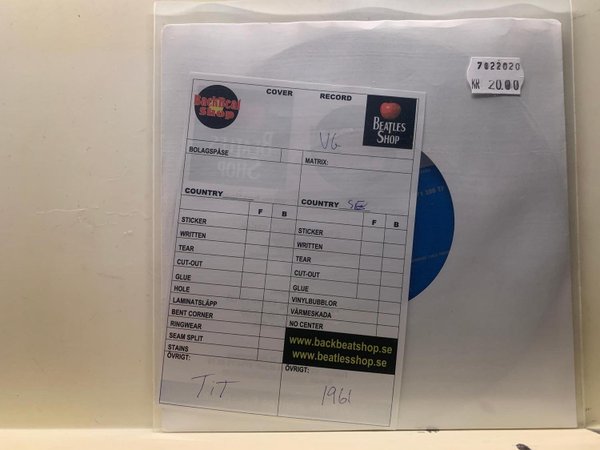 7022020
KR 20.00
COVER RECORD
BackBeat Shop
BEATLES SHOP
VG
BOLAGSPÅSE MATRIX:
COUNTRY
COUNTRY SE
F B
F B
STICKER
STICKER
WRITTEN
WRITTEN
TEAR
TEAR
CUT-OUT
CUT-OUT
GLUE
GLUE
HOLE
VINYLBUBBLOR
LAMINATSLÄPP
VÄRMESKADA
BENT CORNER
NO CENTER
RINGWEAR
SEAM SPLIT
STAINS
www.backbeatshop.se
www.beatlesshop.se
ÖVRIGT:
ÖVRIGT:
TiT
1961